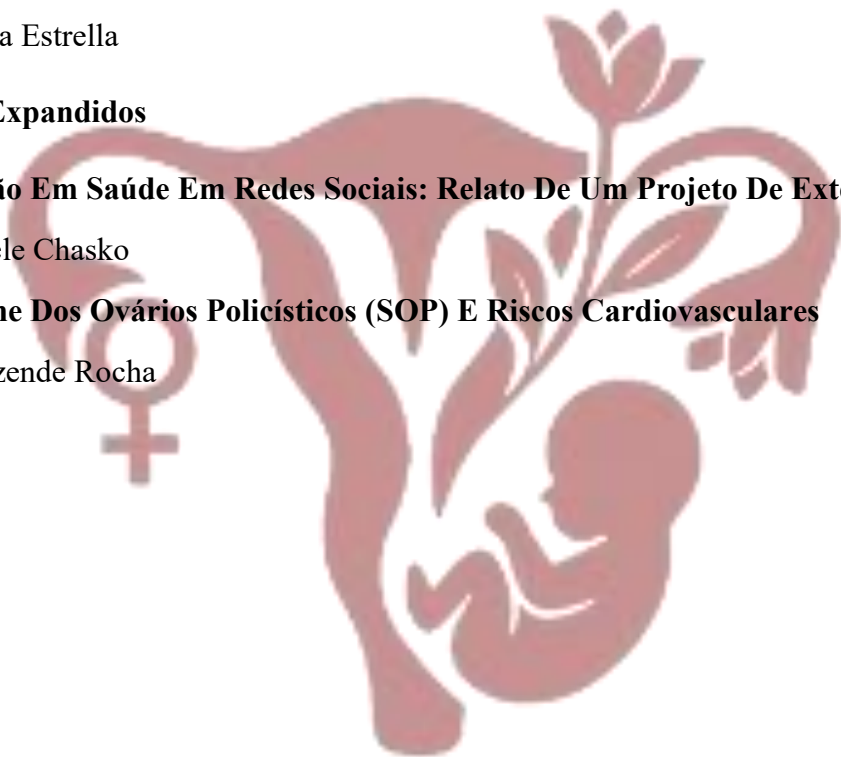 a Estrella
Expandidos
ão Em Saúde Em Redes Sociais: Relato De Um Projeto De Exte
ele Chasko
ne Dos Ovários Policísticos (SOP) E Riscos Cardiovasculares
zende Rocha